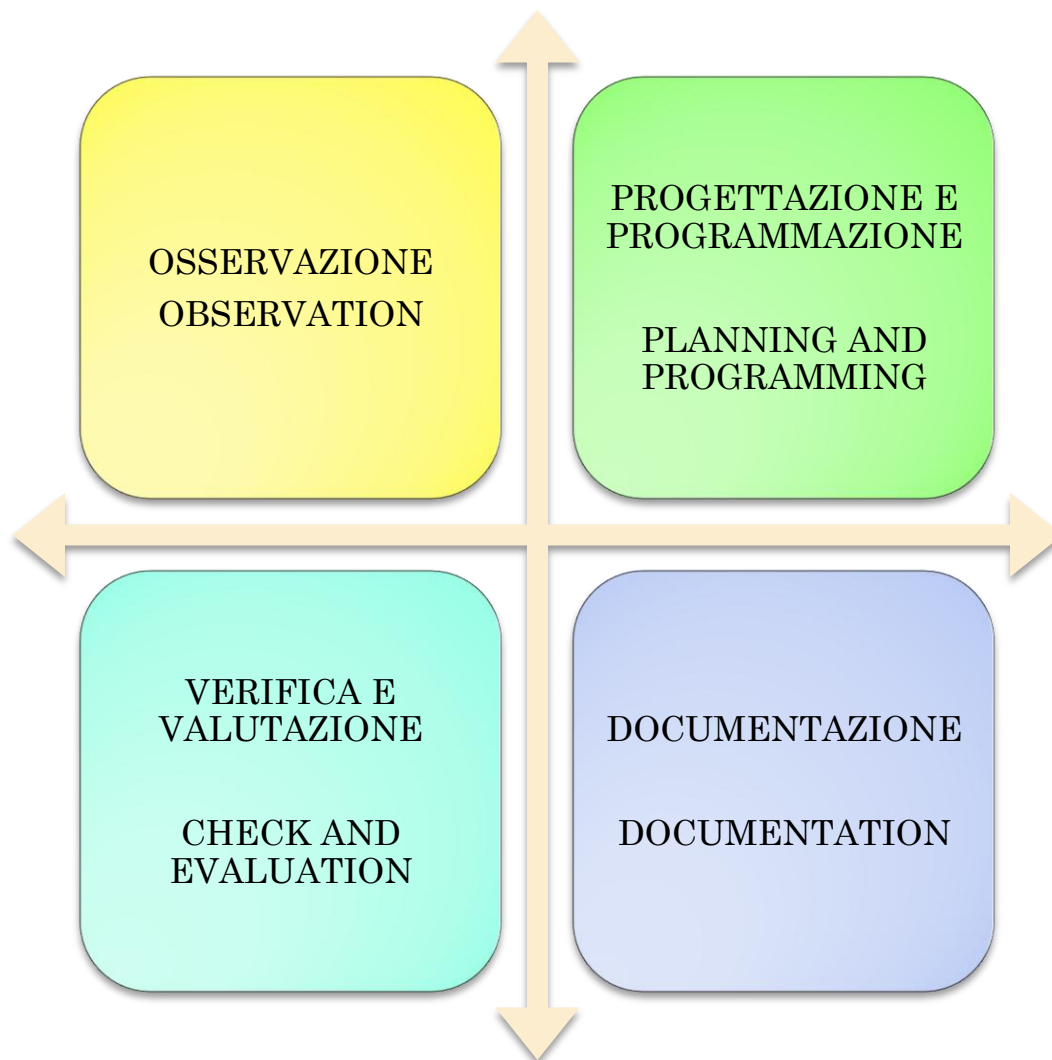 OSSERVAZIONE
OBSERVATION
PROGETTAZIONE E
PROGRAMMAZIONE
PLANNING AND
PROGRAMMING
VERIFICA E
VALUTAZIONE
CHECK AND
EVALUATION
DOCUMENTAZIONE
DOCUMENTATION